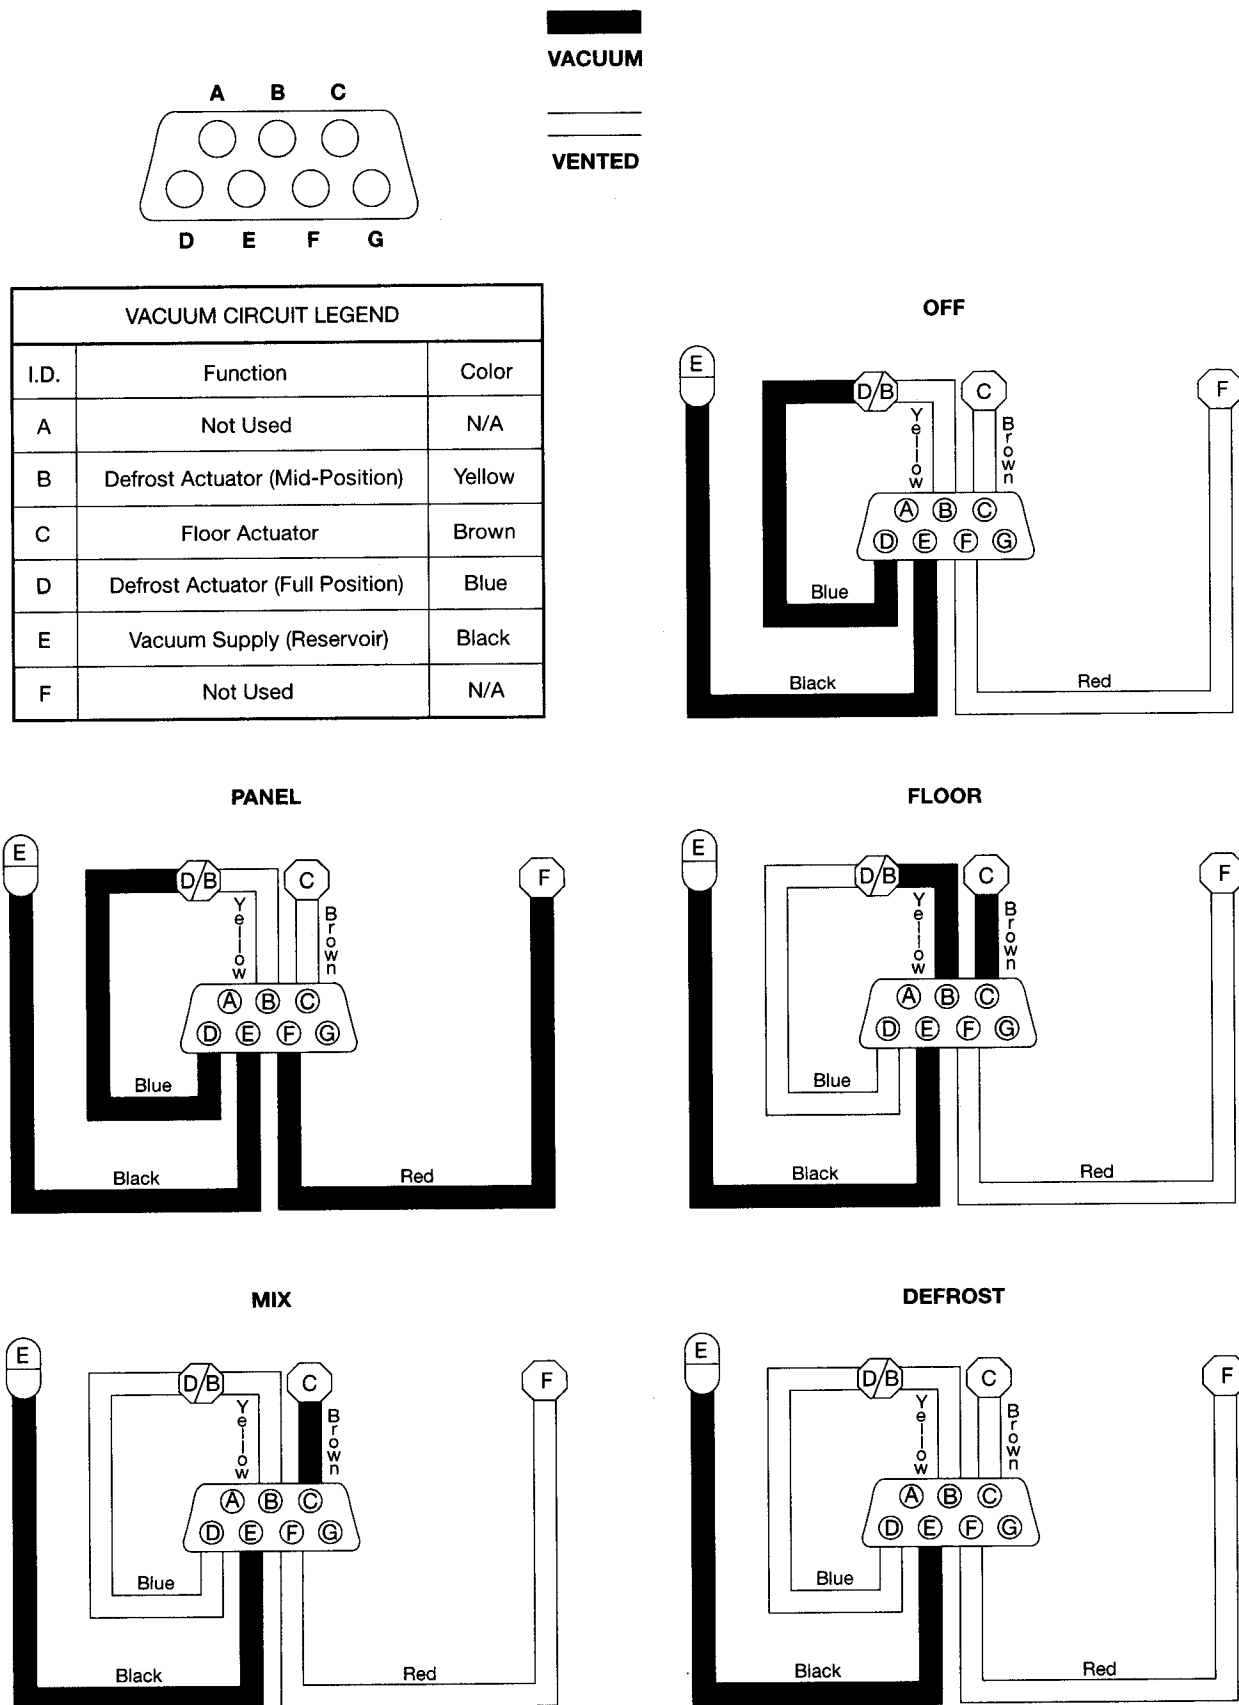 VACUUM
VENTED
A B C
D E F G
VACUUM CIRCUIT LEGEND
I.D. Function Color
A Not Used N/A
B Defrost Actuator (Mid-Position) Yellow
C Floor Actuator Brown
D Defrost Actuator (Full Position) Blue
E Vacuum Supply (Reservoir) Black
F Not Used N/A
OFF
E D/B C F
Yellow Brown
A B C
D E F G
Blue
Black Red
PANEL
E D/B C F
Yellow Brown
A B C
D E F G
Blue
Black Red
FLOOR
E D/B C F
Yellow Brown
A B C
D E F G
Blue
Black Red
MIX
E D/B C F
Yellow Brown
A B C
D E F G
Blue
Black Red
DEFROST
E D/B C F
Yellow Brown
A B C
D E F G
Blue
Black Red